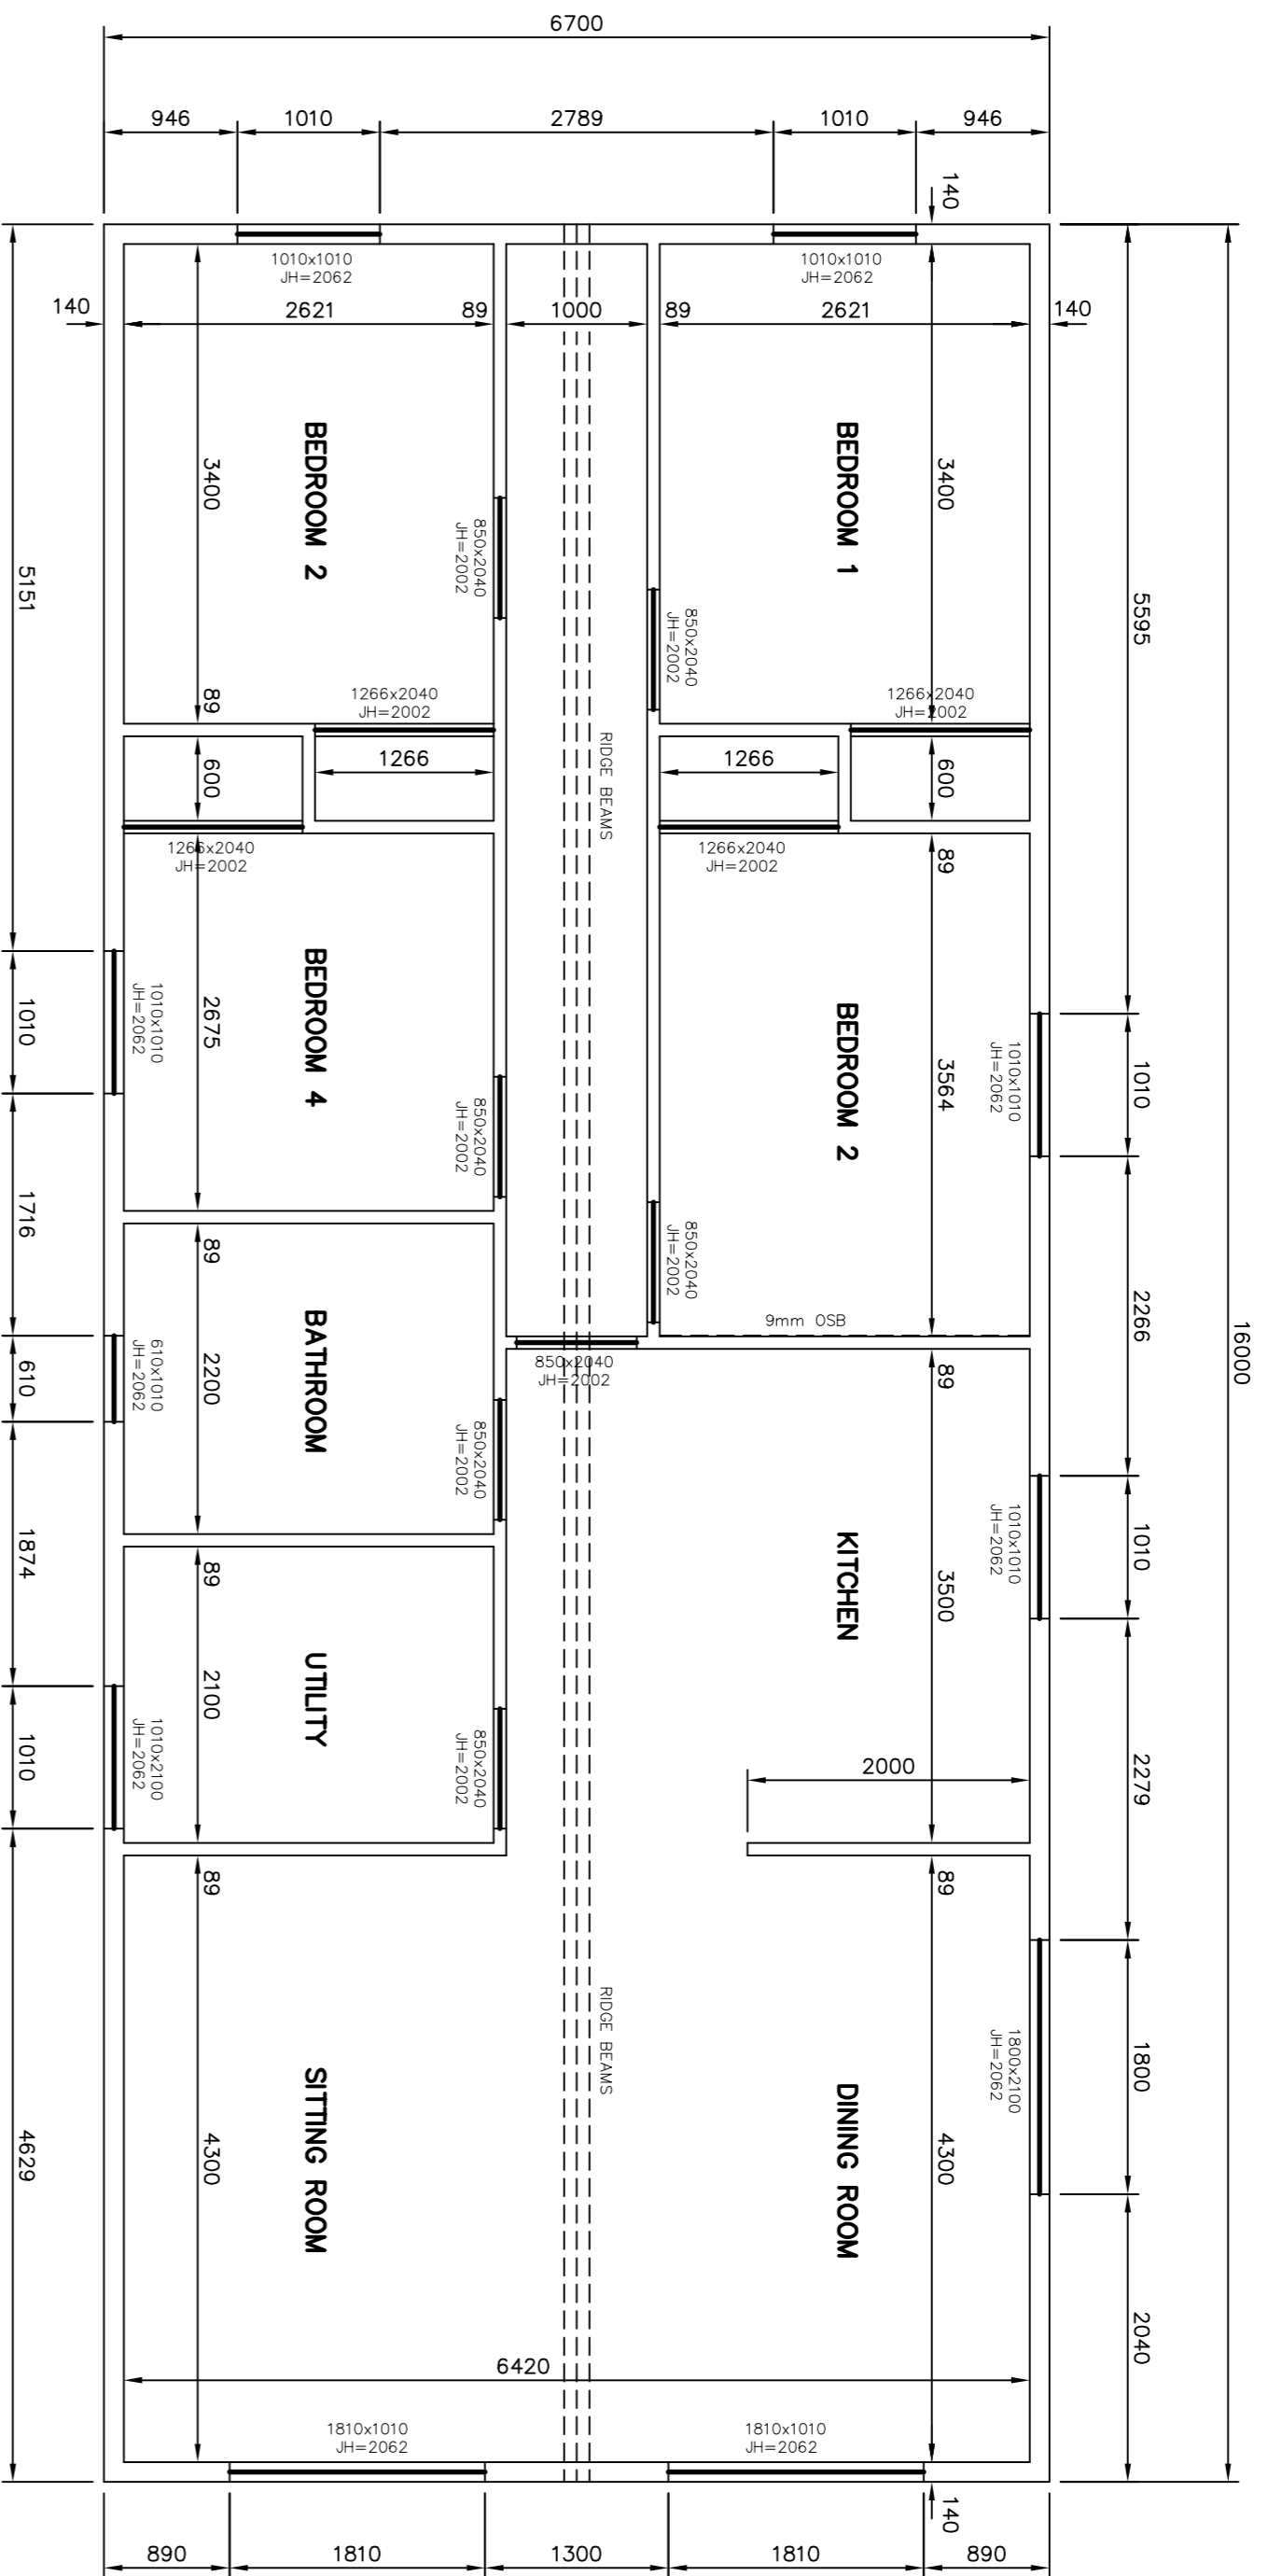 6700
946
1010
2789
1010
946
140
16000
1010x1010
JH=2062
1010x1010
JH=2062
140
2621
89
1000
89
2621
140
BEDROOM 2
BEDROOM 1
3400
3400
850x2040
JH=2002
850x2040
JH=2002
5151
5595
89
1266x2040
JH=2002
1266x2040
JH=2002
600
1266
RIDGE BEAMS
1266
600
1266x2040
JH=2002
1266x2040
JH=2002
89
BEDROOM 4
BEDROOM 2
2675
3564
1010x1010
JH=2062
1010x1010
JH=2062
1010
1010
850x2040
JH=2002
850x2040
JH=2002
1716
2266
89
9mm OSB
850x2040
JH=2002
89
BATHROOM
2200
610x1010
JH=2062
610
850x2040
JH=2002
KITCHEN
3500
1010x1010
JH=2062
1010
1874
89
UTILITY
2100
1010x2100
JH=2062
1010
850x2040
JH=2002
2000
2279
89
89
RIDGE BEAMS
SITTING ROOM
DINING ROOM
4300
4300
1800x2100
JH=2062
1800
4629
2040
6420
1810x1010
JH=2062
1810x1010
JH=2062
140
890
1810
1300
1810
890